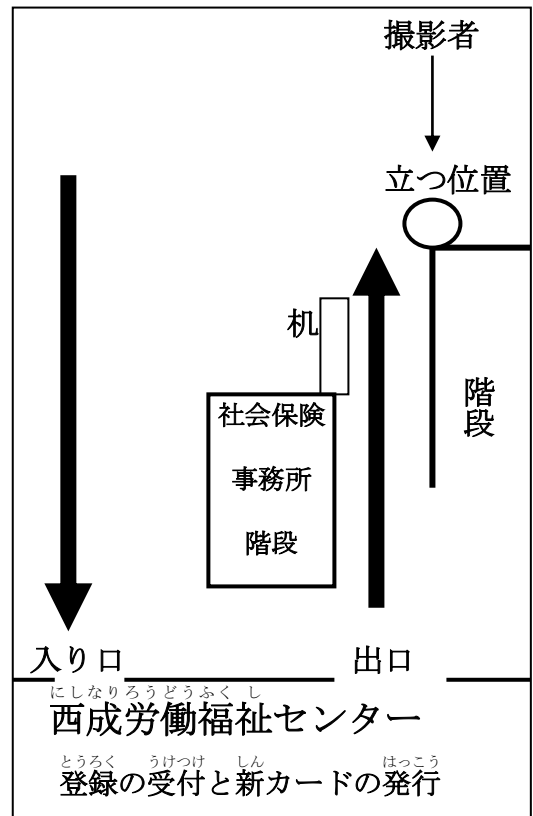 撮影者
立つ位置
机
階段
社会保険
事務所
階段
入り口
出口
にしなりろうどうふくし
西成労働福祉センター
とうろく うけつけ しん はっこう
登録の受付と新カードの発行